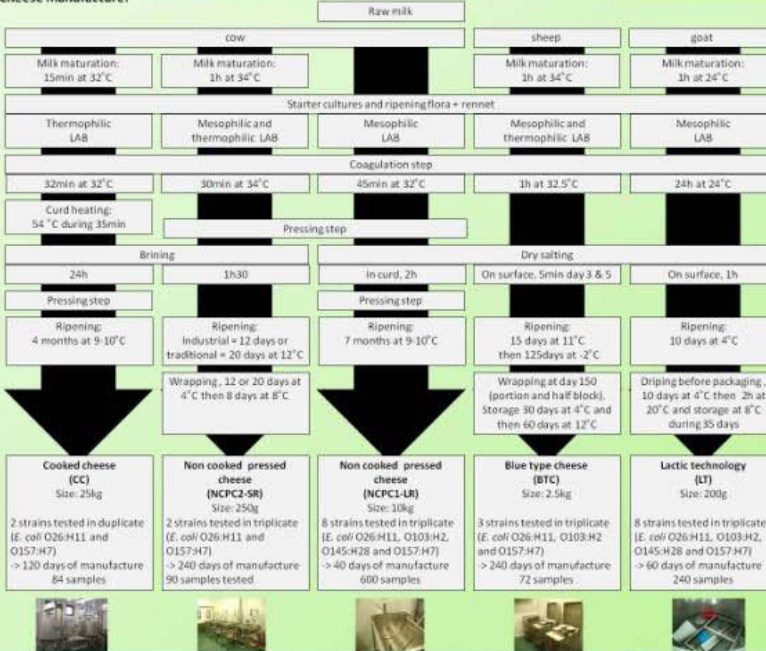 cheese manufacture.
Raw milk
cow
sheep
goat
Milk maturation:
15min at 32°C
Milk maturation:
1h at 34°C
Milk maturation:
1h at 34°C
Milk maturation:
1h at 24°C
Starter cultures and ripening flora + rennet
Thermophilic
LAB
Mesophilic and
thermophilic LAB
Mesophilic
LAB
Mesophilic and
thermophilic LAB
Mesophilic
LAB
Coagulation step
32min at 32°C
30min at 34°C
45min at 32°C
1h at 32.5°C
24h at 24°C
Curd heating:
54 °C during 35min
Pressing step
Brining
Dry salting
24h
1h30
In curd, 2h
On surface, 5min day 3 & 5
On surface, 1h
Pressing step
Pressing step
Ripening:
4 months at 9-10°C
Ripening:
Industrial = 12 days or
traditional = 20 days at 12°C
Ripening:
7 months at 9-10°C
Ripening:
15 days at 11°C
then 125days at -2°C
Ripening:
10 days at 4°C
Wrapping , 12 or 20 days at
4°C then 8 days at 8°C
Wrapping at day 150
(portion and half block).
Storage 30 days at 4°C and
then 60 days at 12°C
Driping before packaging ,
10 days at 4°C then 2h at
20°C and storage at 8°C
during 35 days
Cooked cheese
(CC)
Size: 25kg
2 strains tested in duplicate
(E. coli O26:H11 and
O157:H7)
-> 120 days of manufacture
84 samples
Non cooked pressed
cheese
(NCPC2-SR)
Size: 250g
2 strains tested in triplicate
(E. coli O26:H11 and
O157:H7)
-> 240 days of manufacture
90 samples tested
Non cooked pressed
cheese
(NCPC1-LR)
Size: 10kg
8 strains tested in triplicate
(E. coli O26:H11, O103:H2,
O145:H28 and O157:H7)
-> 40 days of manufacture
600 samples
Blue type cheese
(BTC)
Size: 2.5kg
3 strains tested in triplicate
(E. coli O26:H11, O103:H2
and O157:H7)
-> 240 days of manufacture
72 samples
Lactic technology
(LT)
Size: 200g
8 strains tested in triplicate
(E. coli O26:H11, O103:H2,
O145:H28 and O157:H7)
-> 60 days of manufacture
240 samples